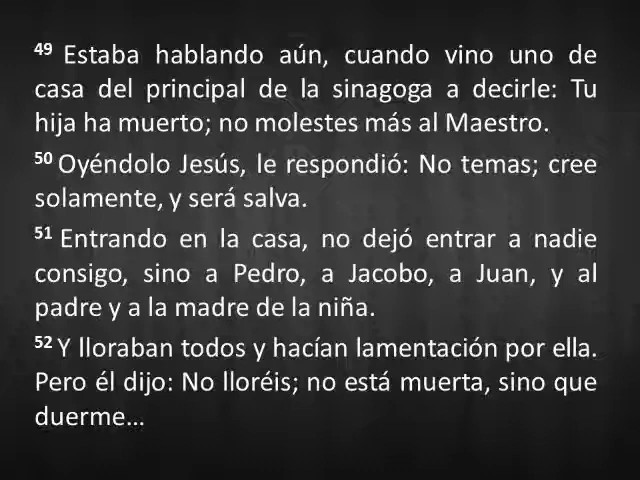 49 Estaba hablando aún, cuando vino uno de
casa del principal de la sinagoga a decirle: Tu
hija ha muerto; no molestes más al Maestro.
50 Oyéndolo Jesús, le respondió: No temas; cree
solamente, y será salva.
51 Entrando en la casa, no dejó entrar a nadie
consigo, sino a Pedro, a Jacobo, a Juan, y al
padre y a la madre de la niña.
52 Y lloraban todos y hacían lamentación por ella.
Pero él dijo: No lloréis; no está muerta, sino que
duerme…